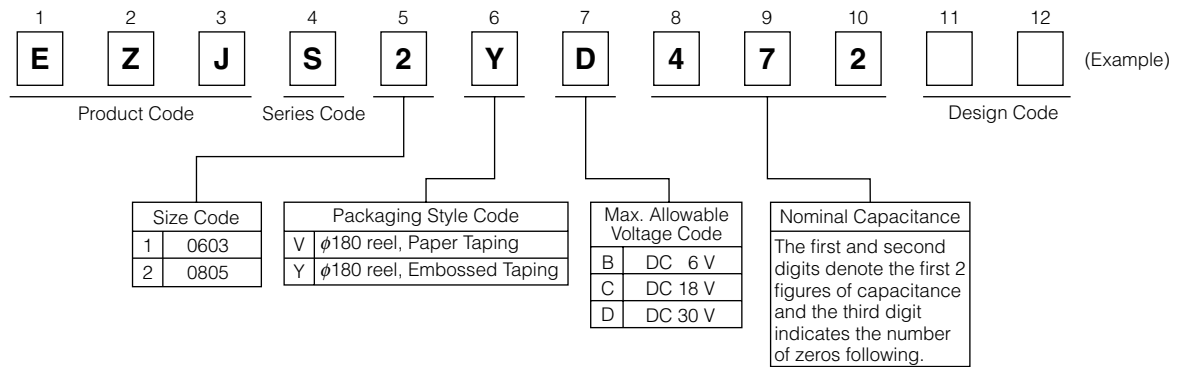 1 2 3 4 5 6 7 8 9 10 11 12
E Z J S 2 Y D 4 7 2 (Example)
Product Code Series Code Design Code
Size Code
1 0603
2 0805
Packaging Style Code
V ϕ180 reel, Paper Taping
Y ϕ180 reel, Embossed Taping
Max. Allowable
Voltage Code
B DC 6 V
C DC 18 V
D DC 30 V
Nominal Capacitance
The first and second
digits denote the first 2
figures of capacitance
and the third digit
indicates the number
of zeros following.